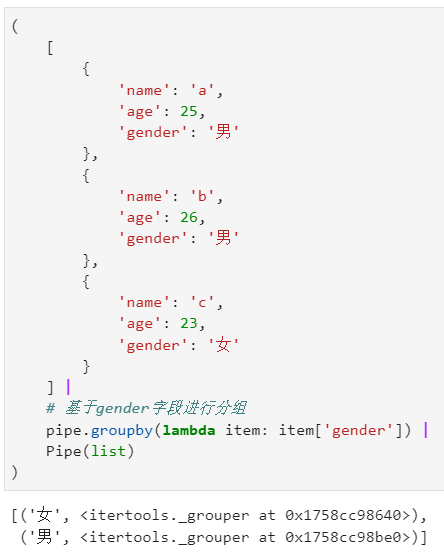 (
    [
        {
            'name': 'a',
            'age': 25,
            'gender': '男'
        },
        {
            'name': 'b',
            'age': 26,
            'gender': '男'
        },
        {
            'name': 'c',
            'age': 23,
            'gender': '女'
        }
    ] |
    # 基于gender字段进行分组
    pipe.groupby(lambda item: item['gender']) |
    Pipe(list)
)
[('女', <itertools._grouper at 0x1758cc98640>),
 ('男', <itertools._grouper at 0x1758cc98be0>)]